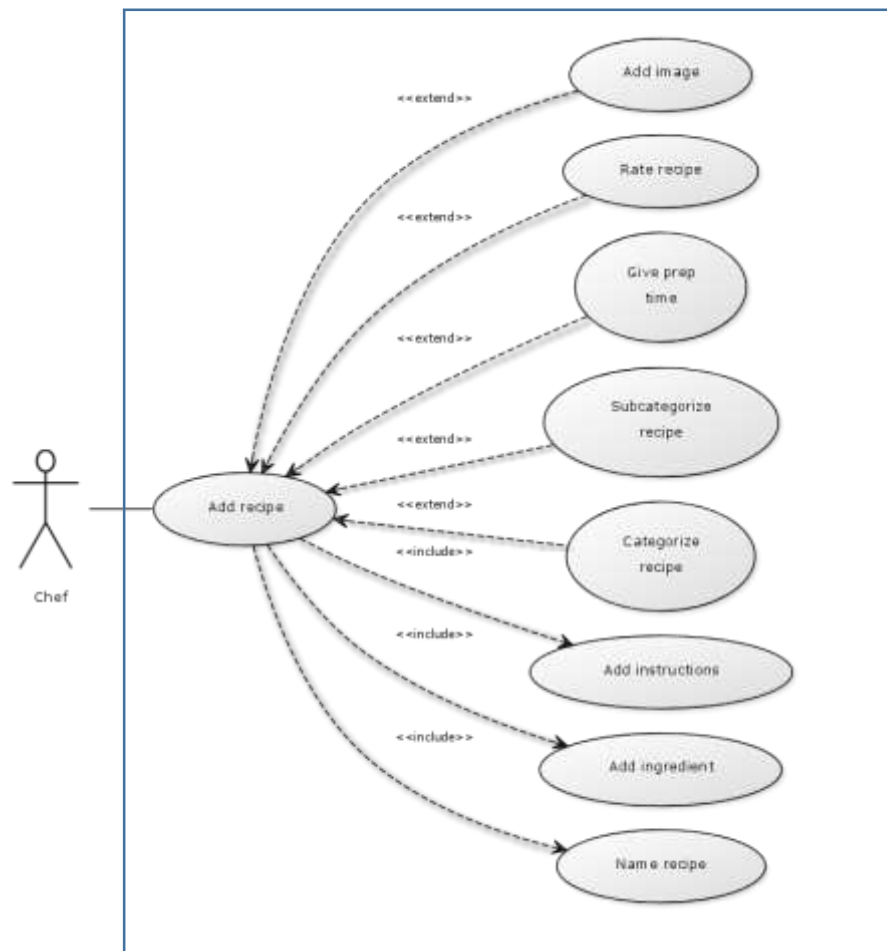 Add image
<<extend>>
Rate recipe
<<extend>>
Give prep
time
<<extend>>
Subcategorize
recipe
<<extend>>
Add recipe
<<extend>>
Categorize
recipe
<<include>>
Chef
<<include>>
Add instructions
<<include>>
Add ingredient
Name recipe